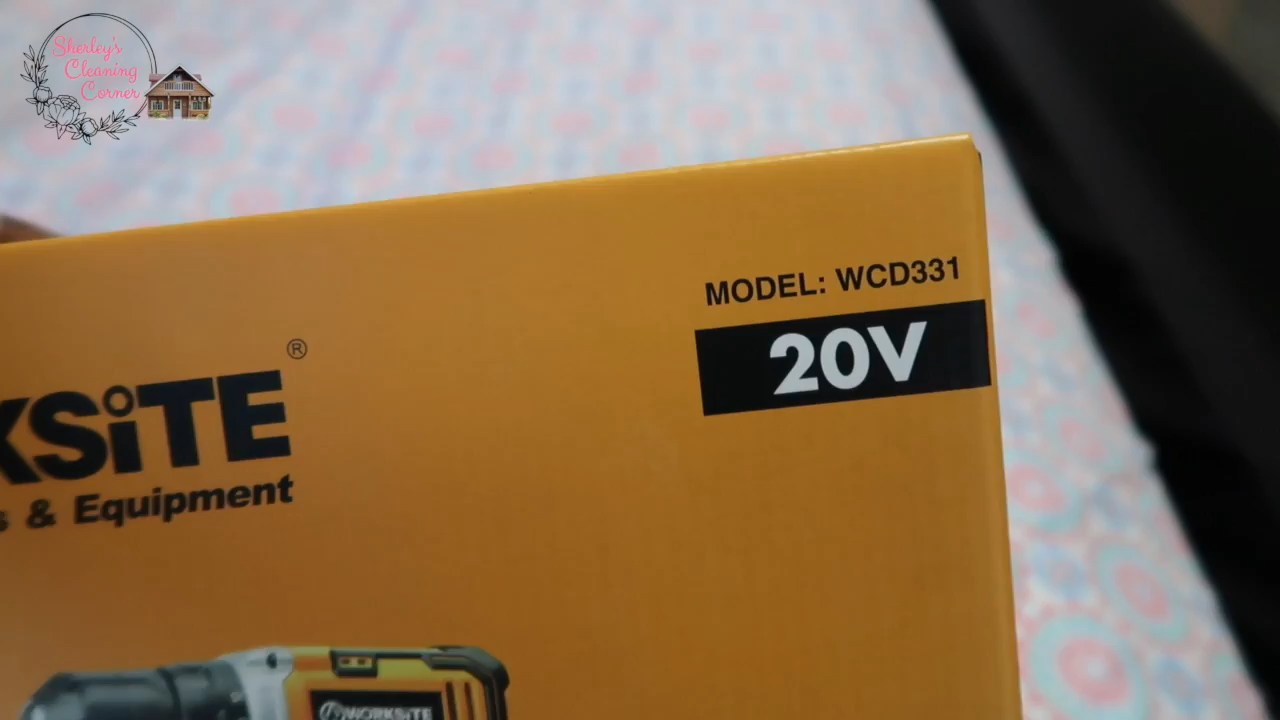 Sherley's
Cleaning
Corner
MODEL: WCD331
20V
KSiTE®
s & Equipment
WORKSiTE